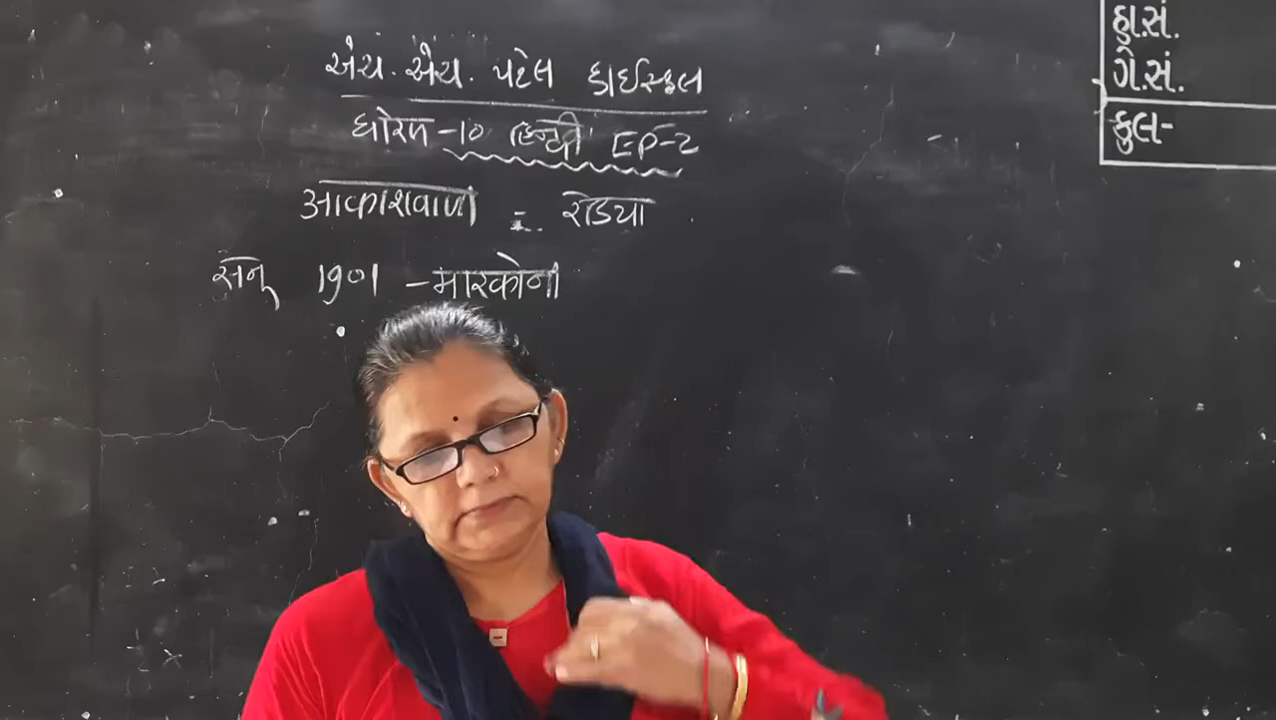 એચ. એચ. પટેલ હાઈસ્કુલ
ધોરણ -૧૦ हिन्दी EP-2
आकाशवाणी - रेडिया
सन् 1901 - मारकोनी
હા.સં.
ગે.સં.
કુલ-